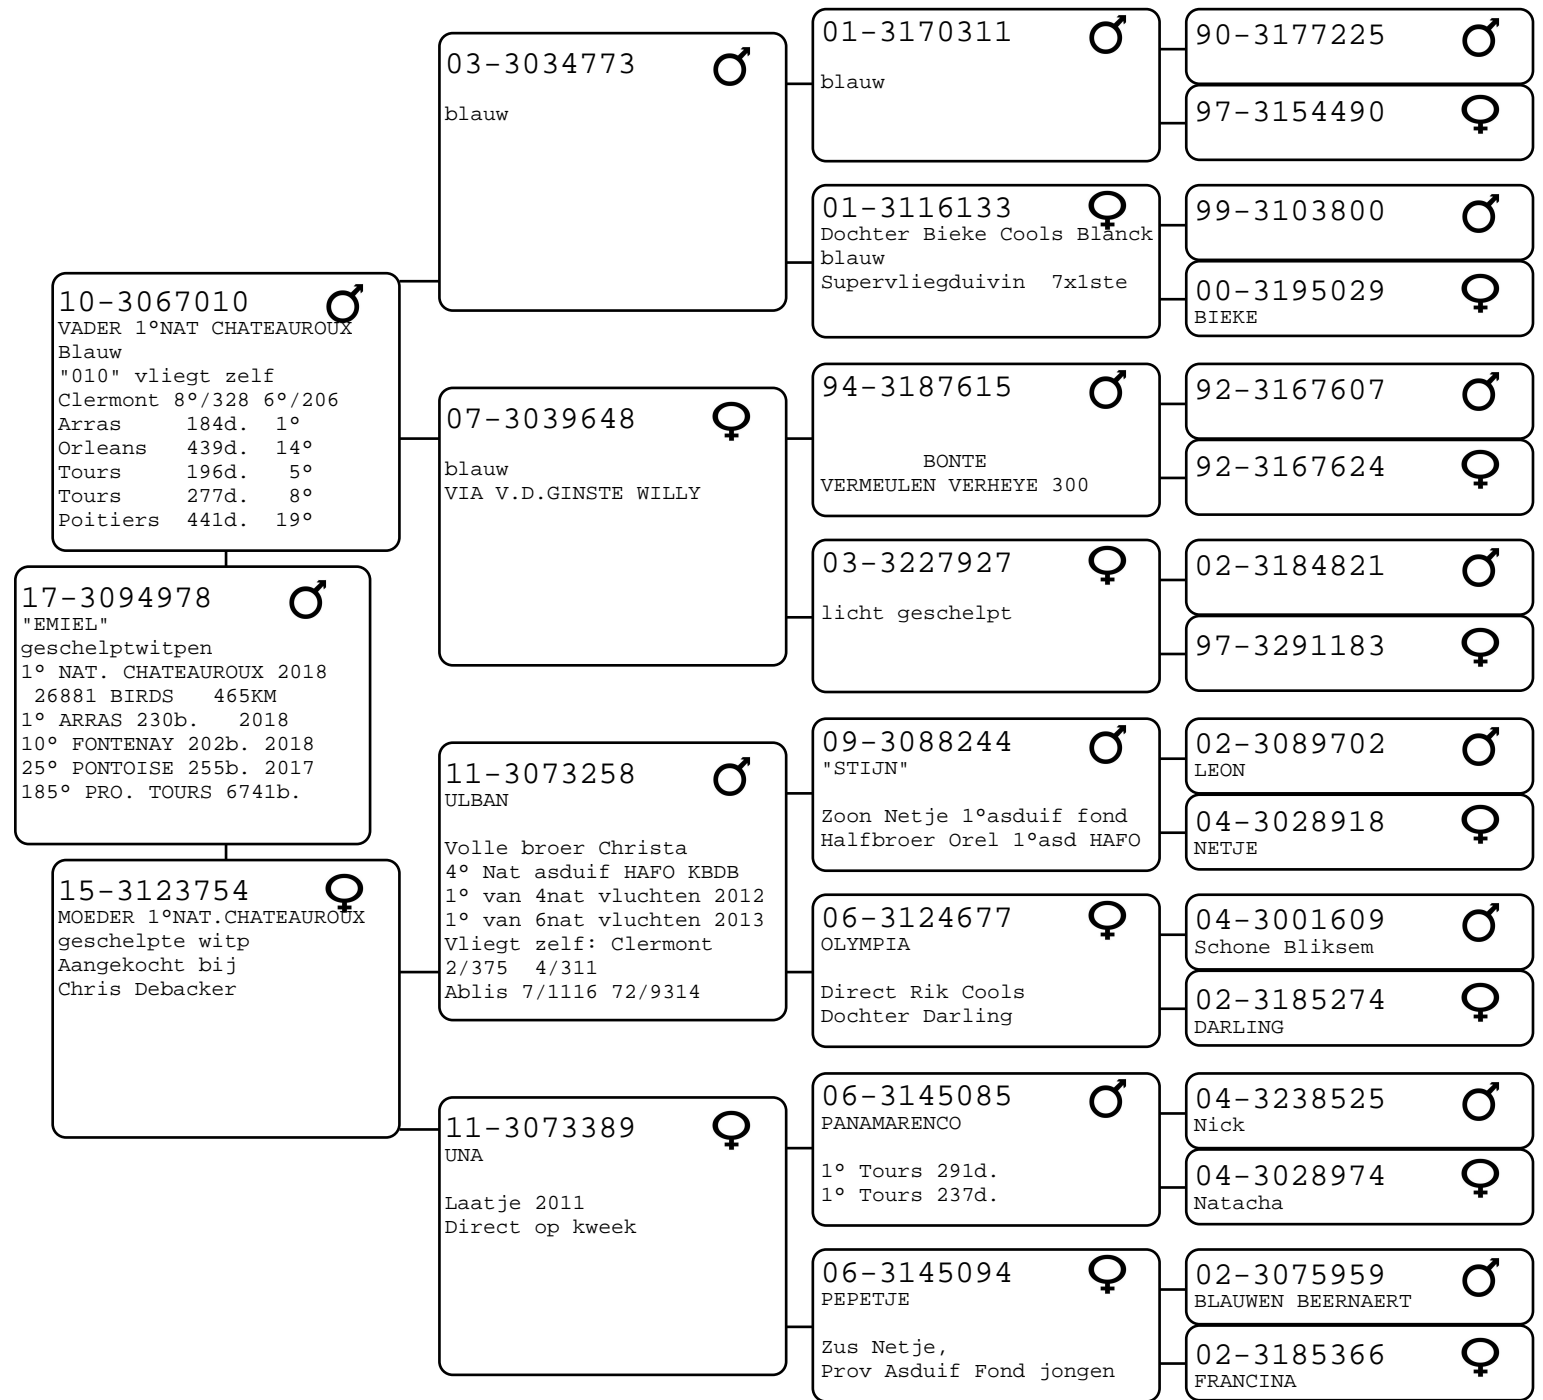 10-3067010
VADER 1°NAT CHATEAUROUX
Blauw
"010" vliegt zelf
Clermont 8°/328 6°/206
Arras 184d. 1°
Orleans 439d. 14°
Tours 196d. 5°
Tours 277d. 8°
Poitiers 441d. 19°
17-3094978
"EMIEL"
geschelptwitpen
1° NAT. CHATEAUROUX 2018
26881 BIRDS 465KM
1° ARRAS 230b. 2018
10° FONTENAY 202b. 2018
25° PONTOISE 255b. 2017
185° PRO. TOURS 6741b.
15-3123754
MOEDER 1°NAT.CHATEAUROUX
geschelpte witp
Aangekocht bij
Chris Debacker
03-3034773
blauw
07-3039648
blauw
VIA V.D.GINSTE WILLY
11-3073258
ULBAN
Volle broer Christa
4° Nat asduif HAFO KBDB
1° van 4nat vluchten 2012
1° van 6nat vluchten 2013
Vliegt zelf: Clermont
2/375 4/311
Ablis 7/1116 72/9314
11-3073389
UNA
Laatje 2011
Direct op kweek
01-3170311
blauw
01-3116133
Dochter Bieke Cools Blanck
blauw
Supervliegduivin 7x1ste
94-3187615
BONTE
VERMEULEN VERHEYE 300
03-3227927
licht geschelpt
09-3088244
"STIJN"
Zoon Netje 1°asduif fond
Halfbroer Orel 1°asd HAFO
06-3124677
OLYMPIA
Direct Rik Cools
Dochter Darling
06-3145085
PANAMARENCO
1° Tours 291d.
1° Tours 237d.
06-3145094
PEPETJE
Zus Netje,
Prov Asduif Fond jongen
90-3177225
97-3154490
99-3103800
00-3195029
BIEKE
92-3167607
92-3167624
02-3184821
97-3291183
02-3089702
LEON
04-3028918
NETJE
04-3001609
Schone Bliksem
02-3185274
DARLING
04-3238525
Nick
04-3028974
Natacha
02-3075959
BLAUWEN BEERNAERT
02-3185366
FRANCINA